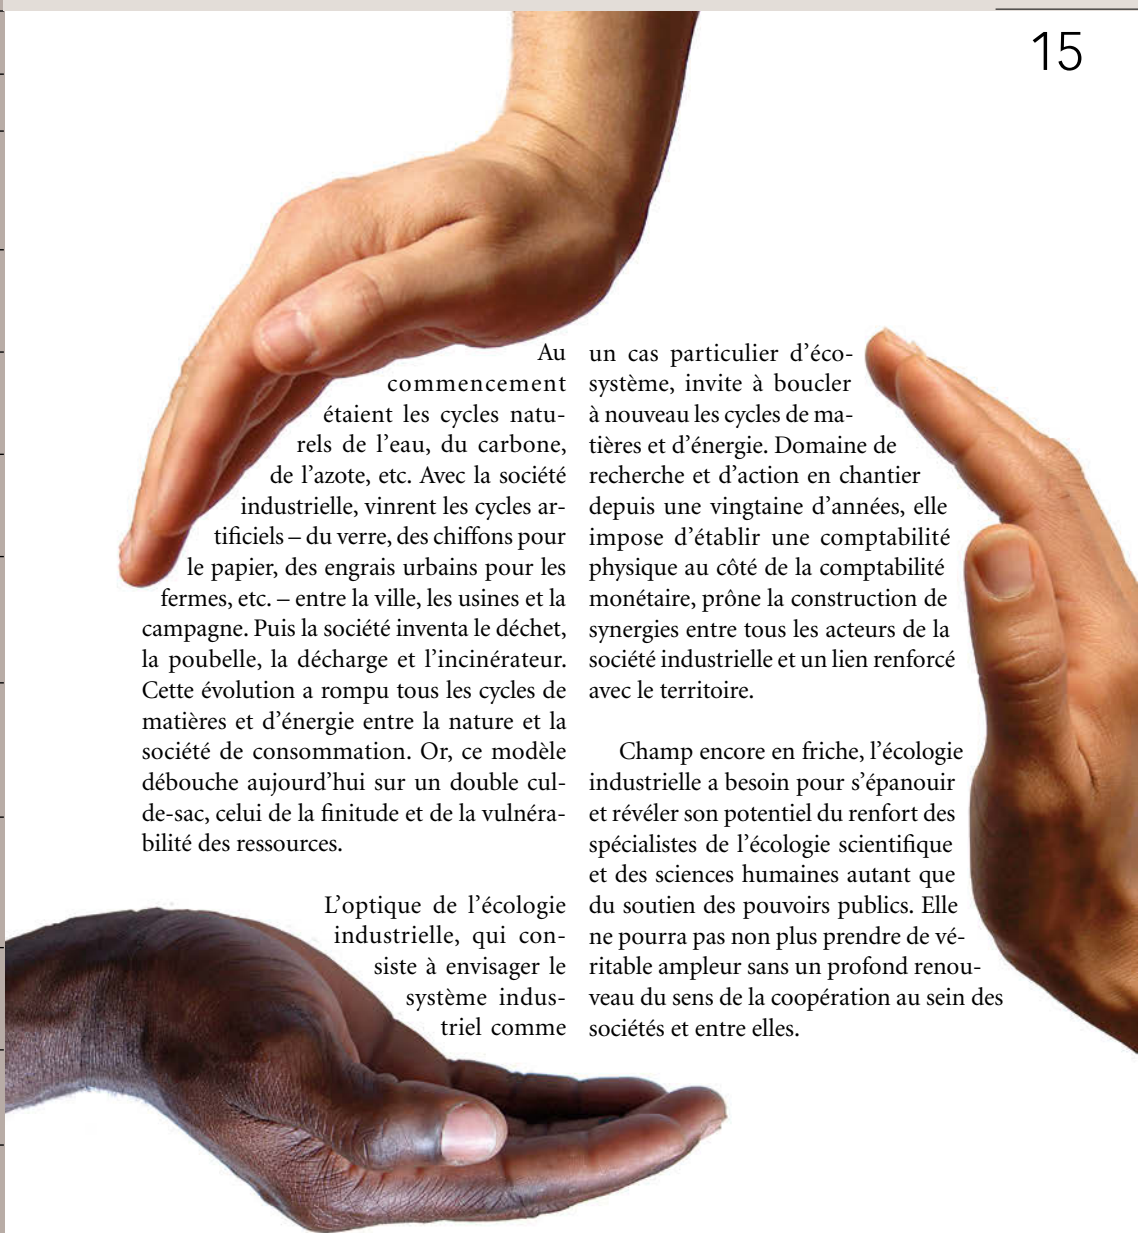 15
Au
commencement
étaient les cycles natu-
rels de l’eau, du carbone,
de l’azote, etc. Avec la société
industrielle, vinrent les cycles ar-
tificiels – du verre, des chiffons pour
le papier, des engrais urbains pour les
fermes, etc. – entre la ville, les usines et la
campagne. Puis la société inventa le déchet,
la poubelle, la décharge et l’incinérateur.
Cette évolution a rompu tous les cycles de
matières et d’énergie entre la nature et la
société de consommation. Or, ce modèle
débouche aujourd’hui sur un double cul-
de-sac, celui de la finitude et de la vulnéra-
bilité des ressources.
L’optique de l’écologie
industrielle, qui con-
siste à envisager le
système indus-
triel comme
un cas particulier d’éco-
système, invite à boucler
à nouveau les cycles de ma-
tières et d’énergie. Domaine de
recherche et d’action en chantier
depuis une vingtaine d’années, elle
impose d’établir une comptabilité
physique au côté de la comptabilité
monétaire, prône la construction de
synergies entre tous les acteurs de la
société industrielle et un lien renforcé
avec le territoire.
Champ encore en friche, l’écologie
industrielle a besoin pour s’épanouir
et révéler son potentiel du renfort des
spécialistes de l’écologie scientifique
et des sciences humaines autant que
du soutien des pouvoirs publics. Elle
ne pourra pas non plus prendre de vé-
ritable ampleur sans un profond renou-
veau du sens de la coopération au sein des
sociétés et entre elles.